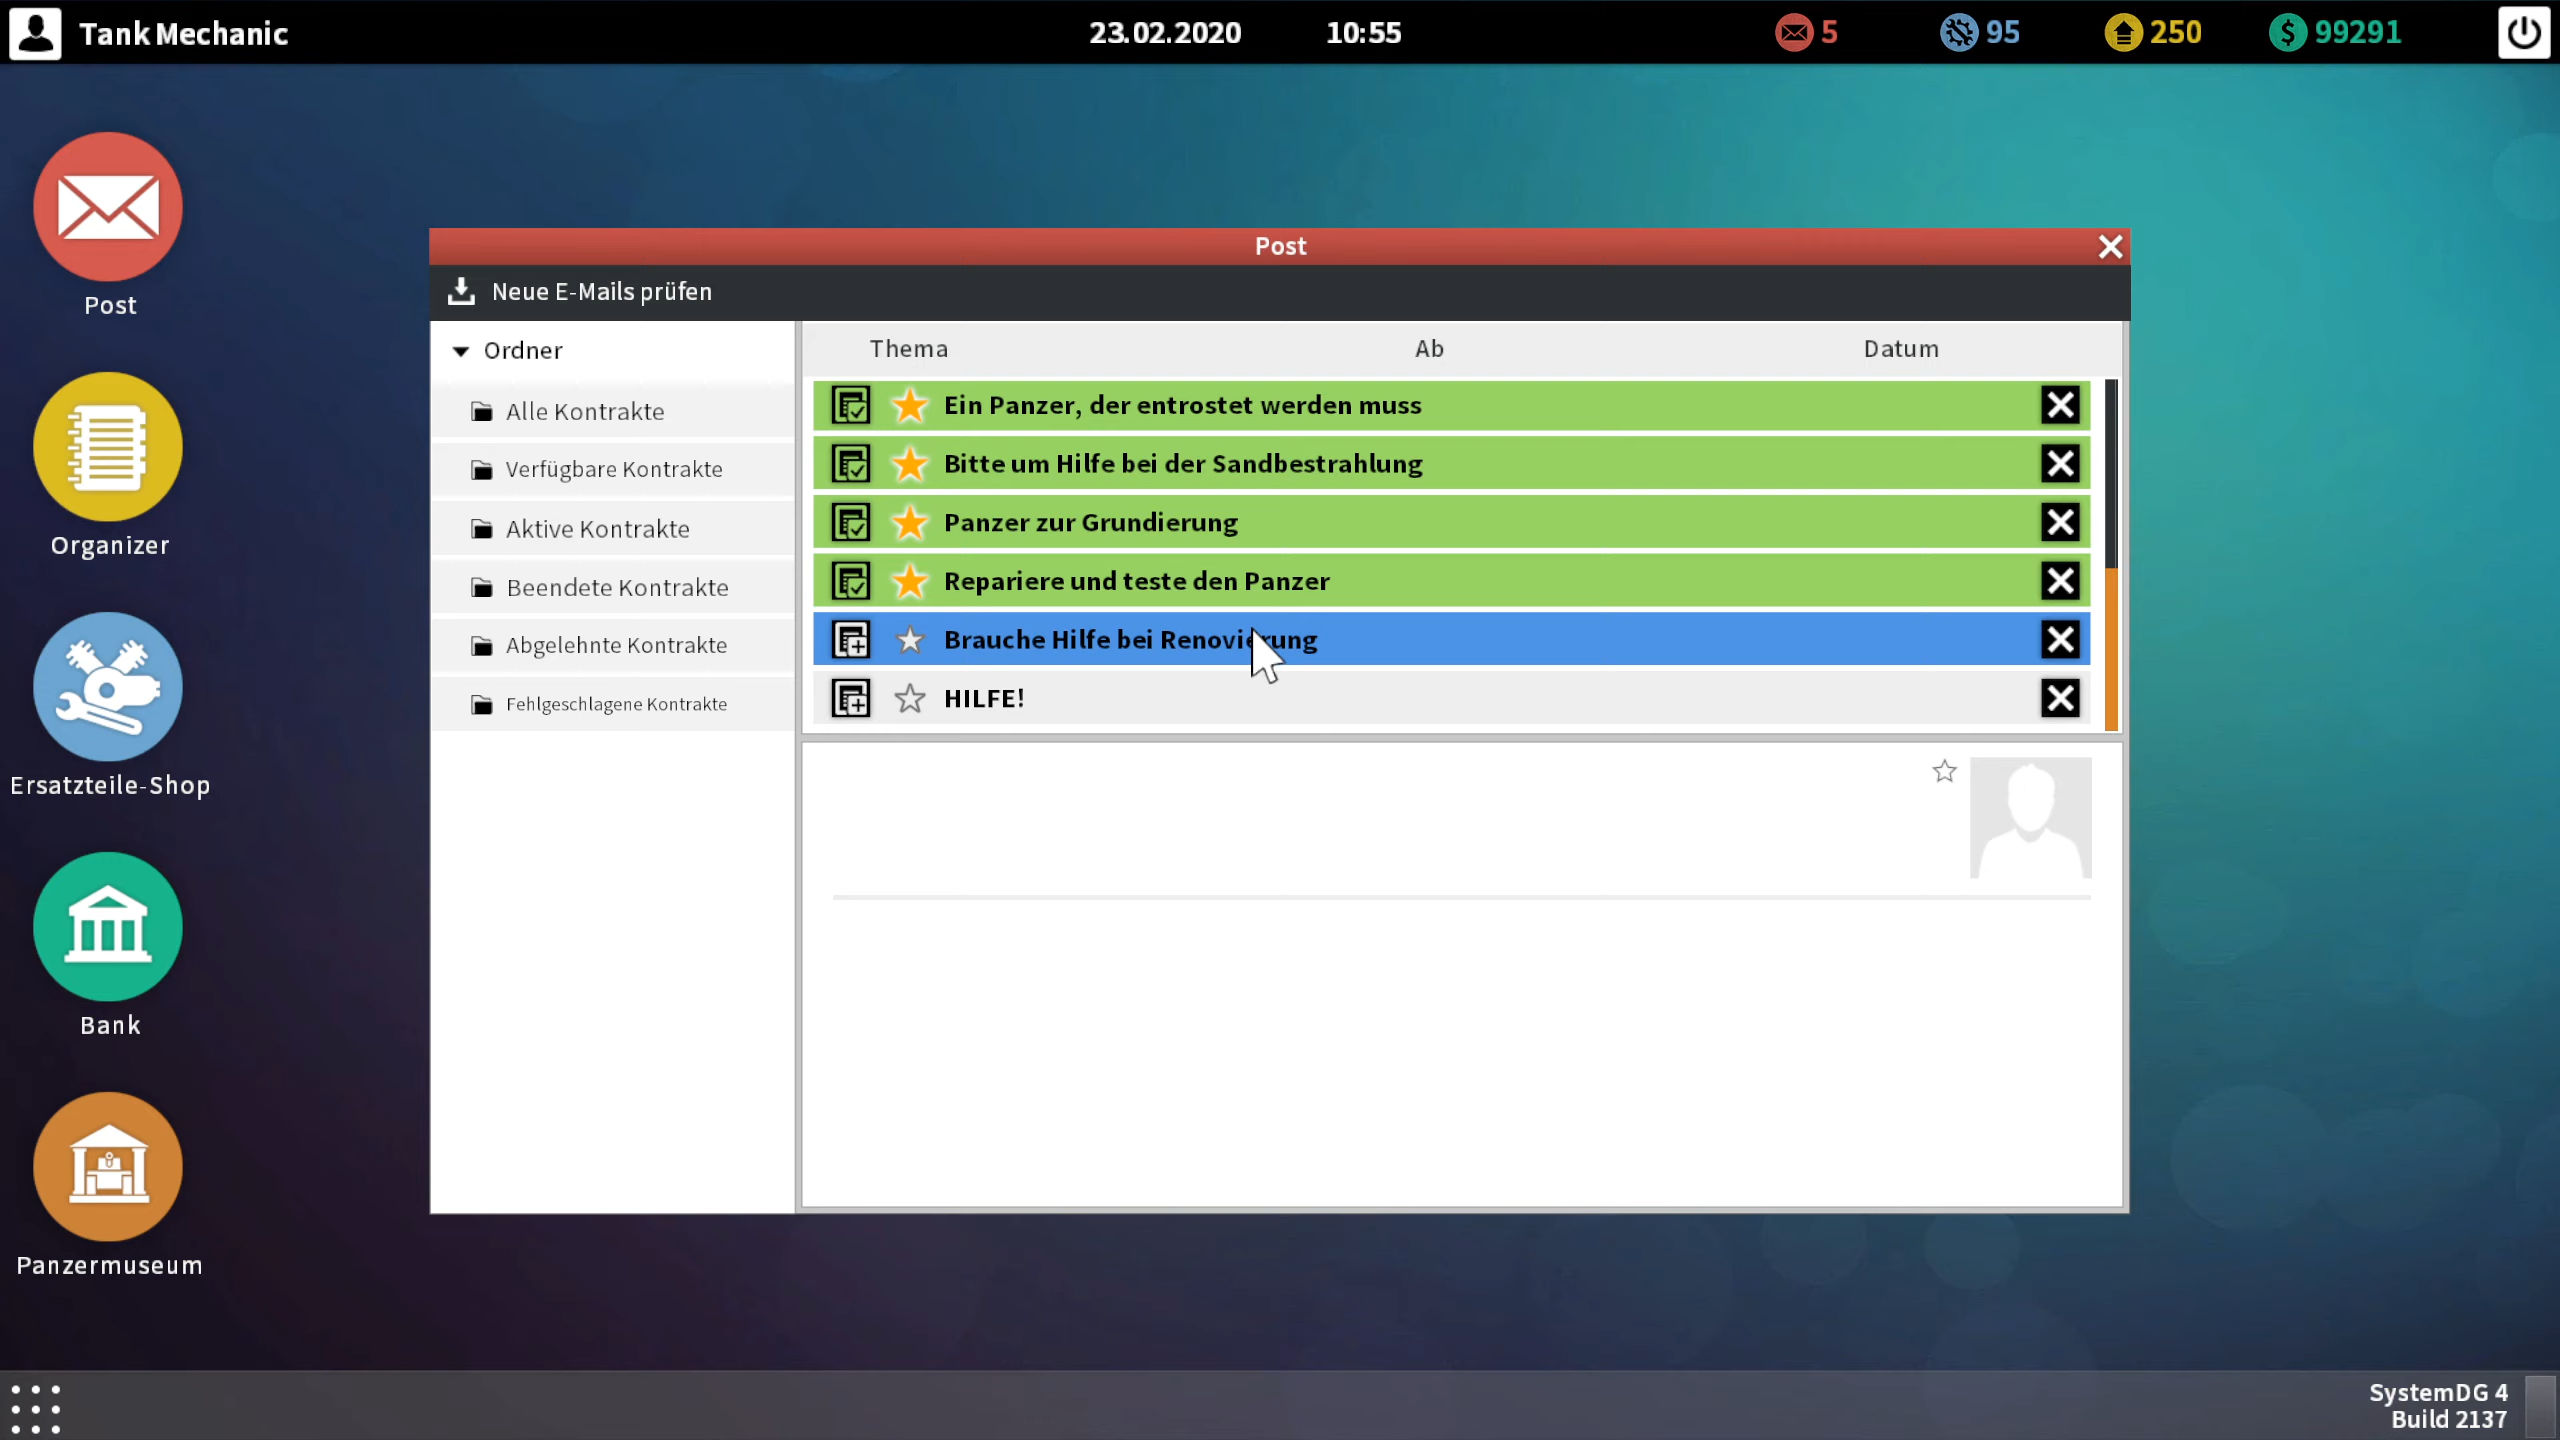 Tank Mechanic
23.02.2020 10:55
5 95 250 99291
Post
Organizer
Ersatzteile-Shop
Bank
Panzermuseum
Post
Neue E-Mails prüfen
Ordner
Alle Kontrakte
Verfügbare Kontrakte
Aktive Kontrakte
Beendete Kontrakte
Abgelehnte Kontrakte
Fehlgeschlagene Kontrakte
Thema Ab Datum
Ein Panzer, der entrostet werden muss
Bitte um Hilfe bei der Sandbestrahlung
Panzer zur Grundierung
Repariere und teste den Panzer
Brauche Hilfe bei Renovierung
HILFE!
SystemDG 4
Build 2137